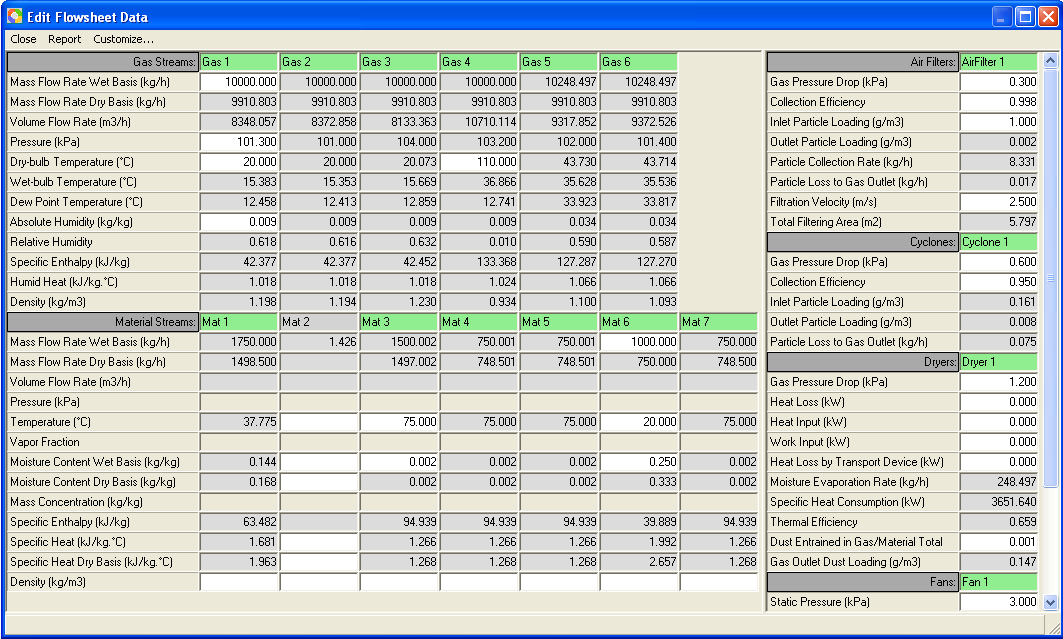 Edit Flowsheet Data
Close Report Customize...
Gas Streams: Gas 1 Gas 2 Gas 3 Gas 4 Gas 5 Gas 6
Mass Flow Rate Wet Basis (kg/h) 10000.000 10000.000 10000.000 10000.000 10248.497 10248.497
Mass Flow Rate Dry Basis (kg/h) 9910.803 9910.803 9910.803 9910.803 9910.803 9910.803
Volume Flow Rate (m3/h) 8348.057 8372.858 8133.363 10710.114 9317.852 9372.526
Pressure (kPa) 101.300 101.000 104.000 103.200 102.000 101.400
Dry-bulb Temperature (°C) 20.000 20.000 20.073 110.000 43.730 43.714
Wet-bulb Temperature (°C) 15.383 15.353 15.669 36.866 35.628 35.536
Dew Point Temperature (°C) 12.458 12.413 12.859 12.741 33.923 33.817
Absolute Humidity (kg/kg) 0.009 0.009 0.009 0.009 0.034 0.034
Relative Humidity 0.618 0.616 0.632 0.010 0.590 0.587
Specific Enthalpy (kJ/kg) 42.377 42.377 42.452 133.368 127.287 127.270
Humid Heat (kJ/kg.°C) 1.018 1.018 1.018 1.024 1.066 1.066
Density (kg/m3) 1.198 1.194 1.230 0.934 1.100 1.093
Material Streams: Mat 1 Mat 2 Mat 3 Mat 4 Mat 5 Mat 6 Mat 7
Mass Flow Rate Wet Basis (kg/h) 1750.000 1.426 1500.002 750.001 750.001 1000.000 750.000
Mass Flow Rate Dry Basis (kg/h) 1498.500 1497.002 748.501 748.501 750.000 748.500
Volume Flow Rate (m3/h)
Pressure (kPa)
Temperature (°C) 37.775 75.000 75.000 75.000 20.000 75.000
Vapor Fraction
Moisture Content Wet Basis (kg/kg) 0.144 0.002 0.002 0.002 0.250 0.002
Moisture Content Dry Basis (kg/kg) 0.168 0.002 0.002 0.002 0.333 0.002
Mass Concentration (kg/kg)
Specific Enthalpy (kJ/kg) 63.482 94.939 94.939 94.939 39.889 94.939
Specific Heat (kJ/kg.°C) 1.681 1.266 1.266 1.266 1.992 1.266
Specific Heat Dry Basis (kJ/kg.°C) 1.963 1.268 1.268 1.268 2.657 1.268
Density (kg/m3)
Air Filters: AirFilter 1
Gas Pressure Drop (kPa) 0.300
Collection Efficiency 0.998
Inlet Particle Loading (g/m3) 1.000
Outlet Particle Loading (g/m3) 0.002
Particle Collection Rate (kg/h) 8.331
Particle Loss to Gas Outlet (kg/h) 0.017
Filtration Velocity (m/s) 2.500
Total Filtering Area (m2) 5.797
Cyclones: Cyclone 1
Gas Pressure Drop (kPa) 0.600
Collection Efficiency 0.950
Inlet Particle Loading (g/m3) 0.161
Outlet Particle Loading (g/m3) 0.008
Particle Loss to Gas Outlet (kg/h) 0.075
Dryers: Dryer 1
Gas Pressure Drop (kPa) 1.200
Heat Loss (kW) 0.000
Heat Input (kW) 0.000
Work Input (kW) 0.000
Heat Loss by Transport Device (kW) 0.000
Moisture Evaporation Rate (kg/h) 248.497
Specific Heat Consumption (kW) 3651.640
Thermal Efficiency 0.659
Dust Entrained in Gas/Material Total 0.001
Gas Outlet Dust Loading (g/m3) 0.147
Fans: Fan 1
Static Pressure (kPa) 3.000